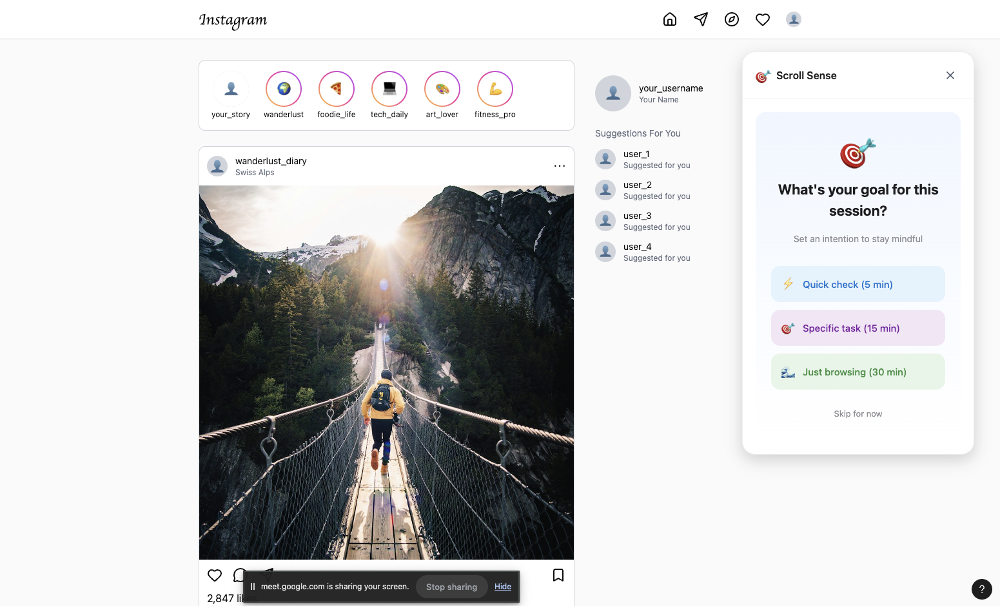 Instagram
your_story
wanderlust
foodie_life
tech_daily
art_lover
fitness_pro
wanderlust_diary
Swiss Alps
2,847 likes
your_username
Your Name
Suggestions For You
user_1
Suggested for you
user_2
Suggested for you
user_3
Suggested for you
user_4
Suggested for you
Scroll Sense
What's your goal for this
session?
Set an intention to stay mindful
Quick check (5 min)
Specific task (15 min)
Just browsing (30 min)
Skip for now
meet.google.com is sharing your screen.
Stop sharing
Hide
?